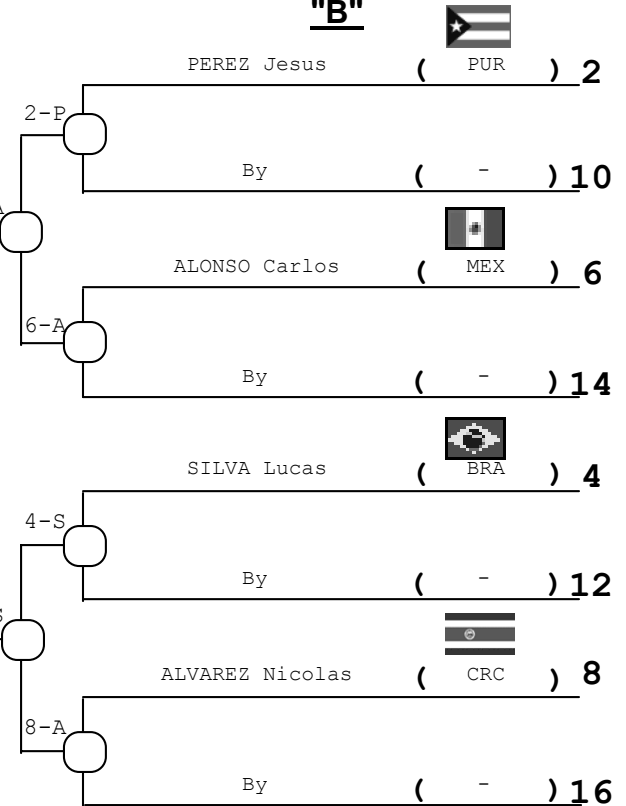 "B"
PEREZ Jesus ( PUR ) 2
2-P
By ( - ) 10
ALONSO Carlos ( MEX ) 6
6-A
By ( - ) 14
SILVA Lucas ( BRA ) 4
4-S
By ( - ) 12
ALVAREZ Nicolas ( CRC ) 8
8-A
By ( - ) 16